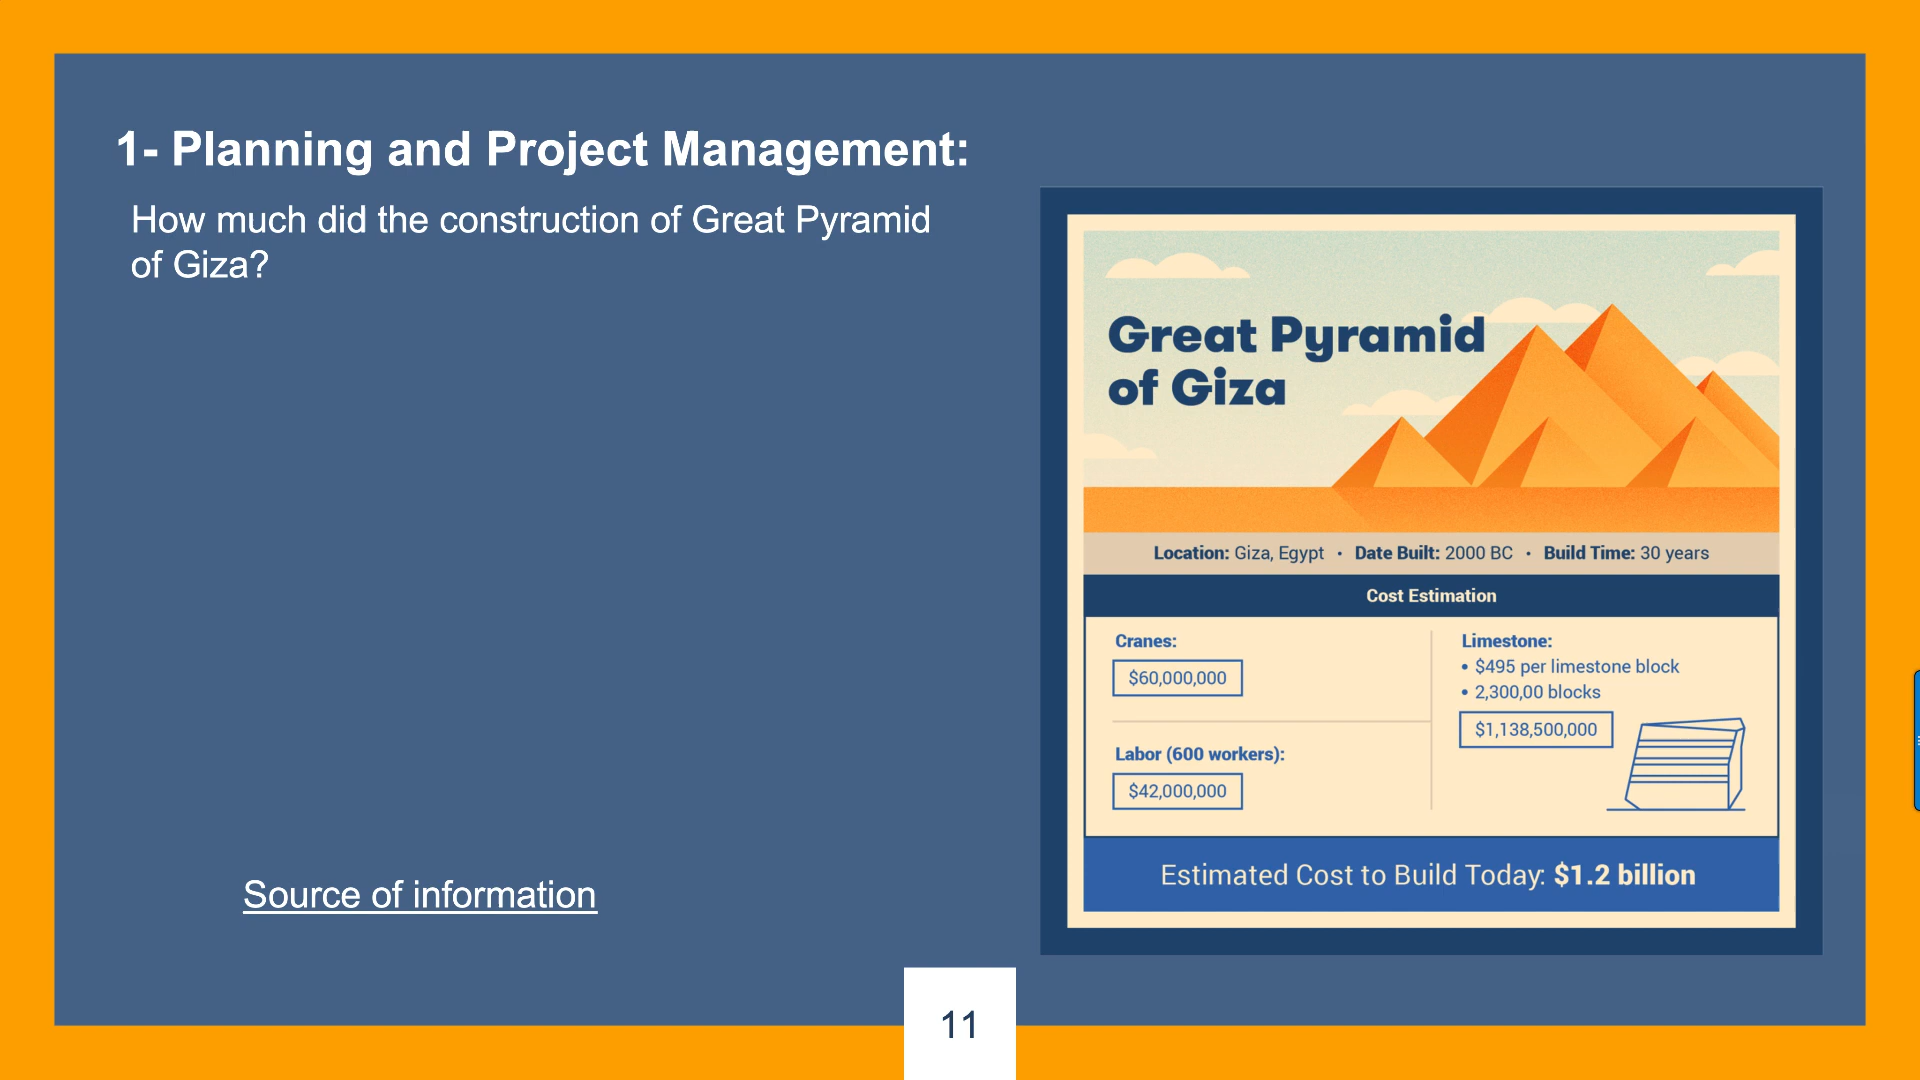 1- Planning and Project Management:
How much did the construction of Great Pyramid
of Giza?
Great Pyramid
of Giza
Location: Giza, Egypt • Date Built: 2000 BC • Build Time: 30 years
Cost Estimation
Cranes:
$60,000,000
Labor (600 workers):
$42,000,000
Limestone:
• $495 per limestone block
• 2,300,00 blocks
$1,138,500,000
Estimated Cost to Build Today: $1.2 billion
Source of information
11